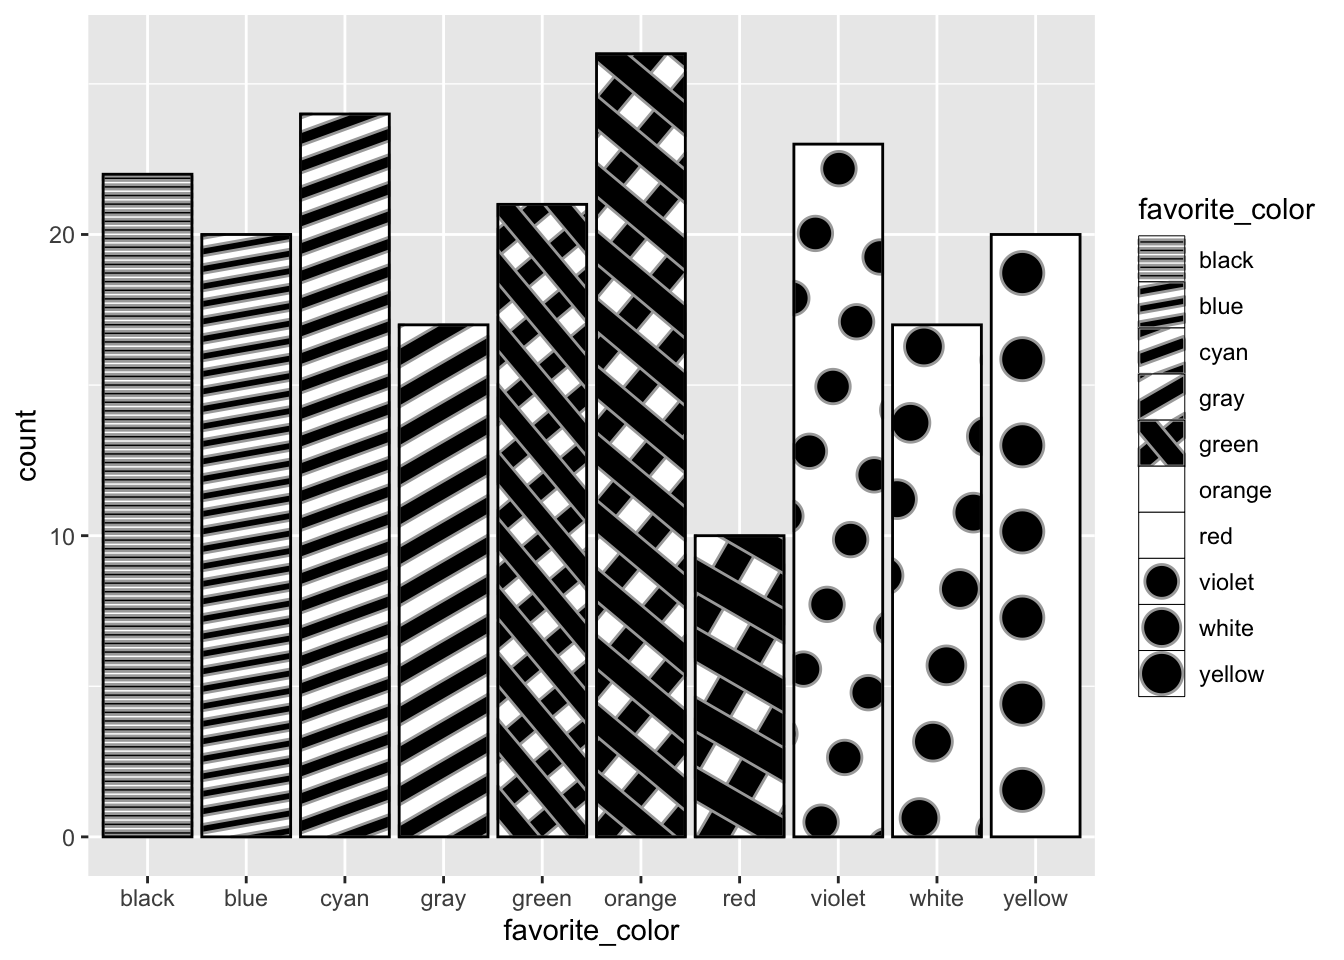 count
20
10
0
black
blue
cyan
gray
green
orange
red
violet
white
yellow
favorite_color
favorite_color
black
blue
cyan
gray
green
orange
red
violet
white
yellow